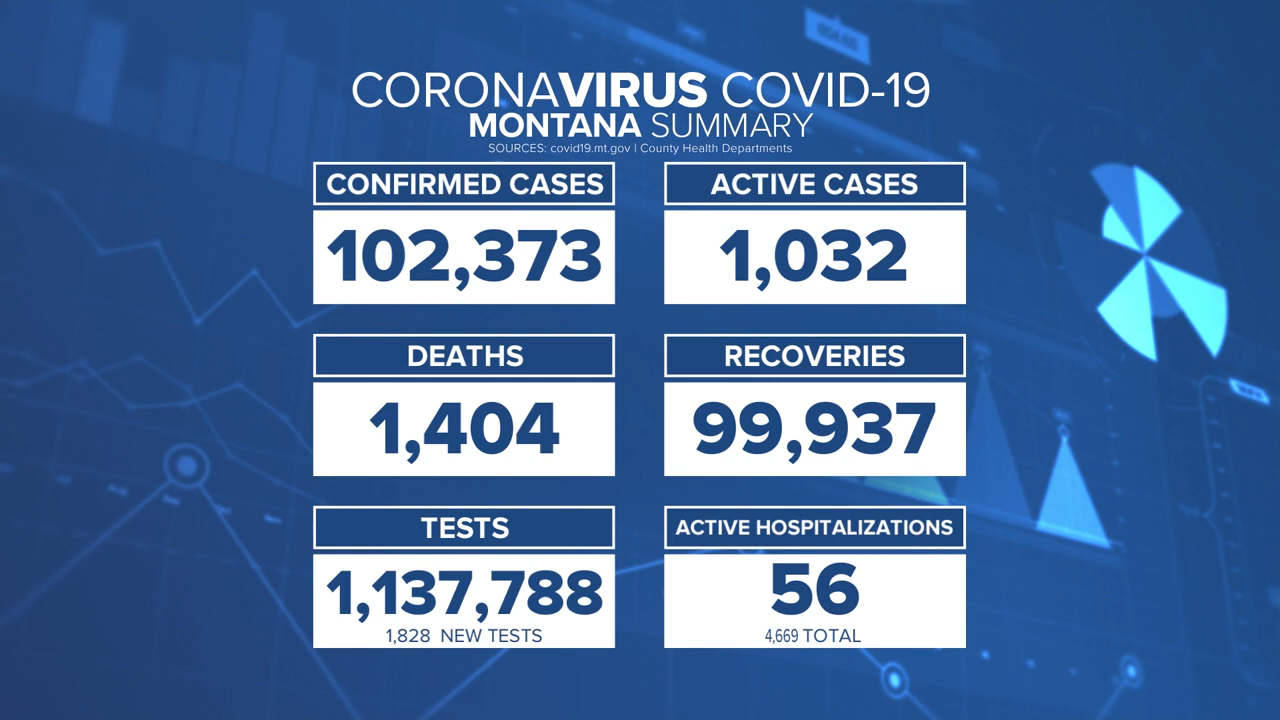 CORONAVIRUS COVID-19
MONTANA SUMMARY
SOURCES: covid19.mt.gov | County Health Departments
CONFIRMED CASES
102,373
ACTIVE CASES
1,032
DEATHS
1,404
RECOVERIES
99,937
TESTS
1,137,788
1,828 NEW TESTS
ACTIVE HOSPITALIZATIONS
56
4,669 TOTAL